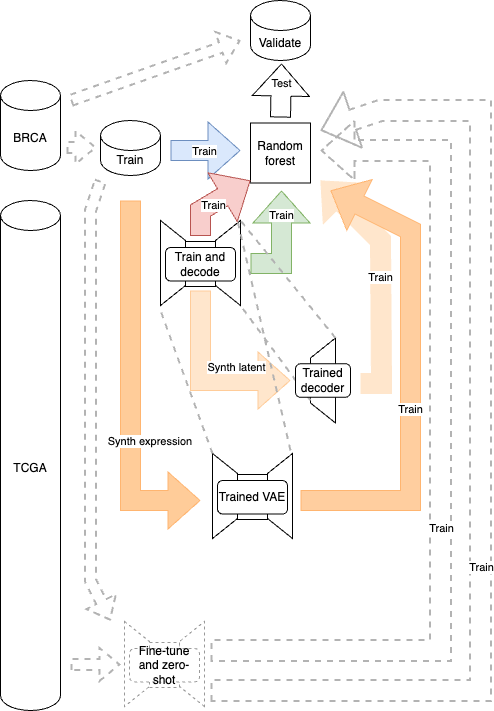 Validate
Test
BRCA
Train
Train
Random
forest
Train
Train
Train and
decode
Train
Synth latent
Trained
decoder
Train
Synth expression
TCGA
Trained VAE
Train
Train
Fine-tune
and zero-
shot